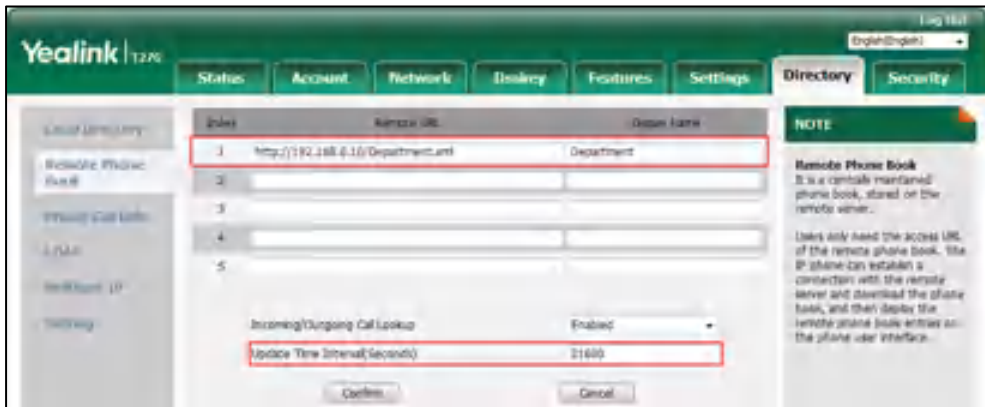 Log Out
English(English)
Yealink
Status Account Network Dsskey Features Settings Directory Security
Local Directory
Remote Phone
Book
Phone Call Info
LDAP
Multicast IP
Setting
Index Remote URL Display Name
1 http://192.168.0.10/Department.xml Department
2
3
4
5
Incoming/Outgoing Call Lookup Enabled
Update Time Interval(Seconds) 21600
Confirm Cancel
NOTE
Remote Phone Book
It is a centrally maintained
phone book, stored on the
remote server.
Users only need the access URL
of the remote phone book. The
IP phone can establish a
connection with the remote
server and download the phone
book, and then display the
remote phone book entries on
the phone user interface.